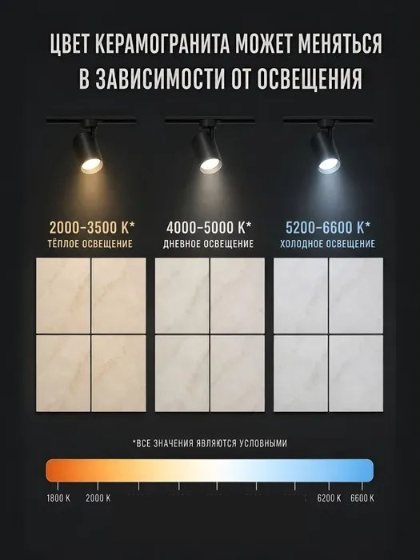 ЦВЕТ КЕРАМОГРАНИТА МОЖЕТ МЕНЯТЬСЯ
В ЗАВИСИМОСТИ ОТ ОСВЕЩЕНИЯ
2000–3500 К*
ТЁПЛОЕ ОСВЕЩЕНИЕ
4000–5000 К*
ДНЕВНОЕ ОСВЕЩЕНИЕ
5200–6600 К*
ХОЛОДНОЕ ОСВЕЩЕНИЕ
*ВСЕ ЗНАЧЕНИЯ ЯВЛЯЮТСЯ УСЛОВНЫМИ
1800 К 2000 К 6200 К 6600 К